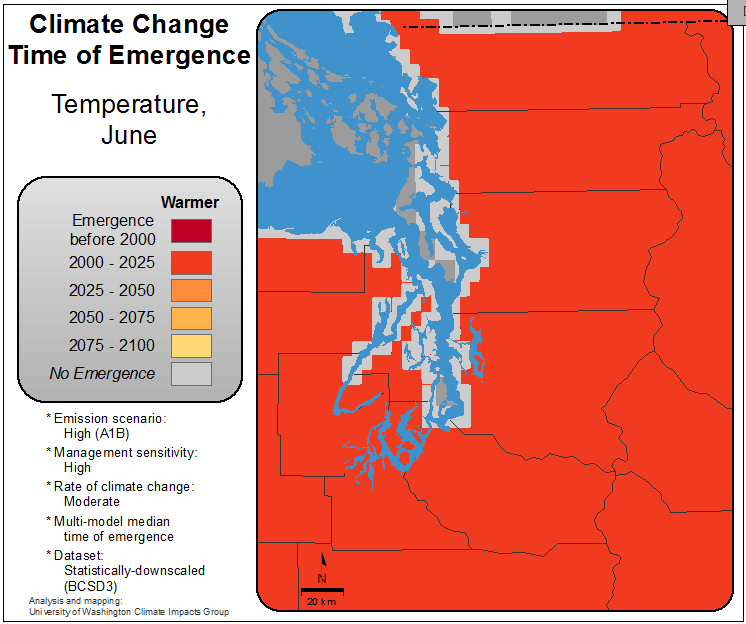 Climate Change
Time of Emergence
Temperature,
June
Warmer
Emergence
before 2000
2000 - 2025
2025 - 2050
2050 - 2075
2075 - 2100
No Emergence
* Emission scenario:
High (A1B)
* Management sensitivity:
High
* Rate of climate change:
Moderate
* Multi-model median
time of emergence
* Dataset:
Statistically-downscaled
(BCSD3)
Analysis and mapping:
University of Washington Climate Impacts Group
N
20 km